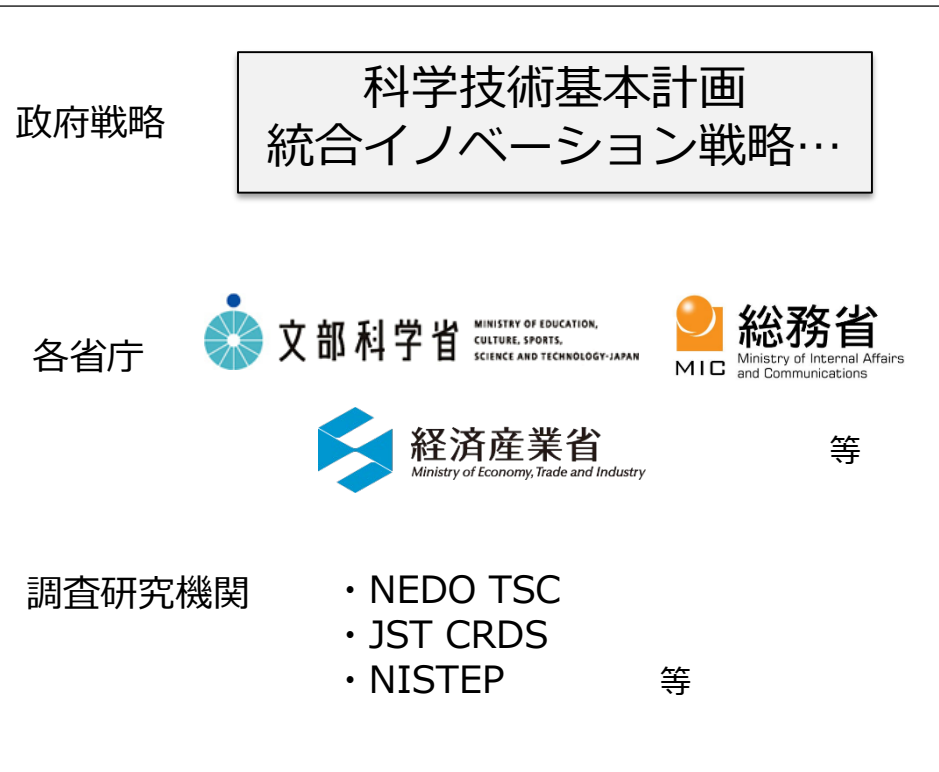 政府戦略
科学技術基本計画
統合イノベーション戦略…
各省庁
文部科学省
MINISTRY OF EDUCATION,
CULTURE, SPORTS,
SCIENCE AND TECHNOLOGY-JAPAN
MIC
総務省
Ministry of Internal Affairs
and Communications
経済産業省
Ministry of Economy, Trade and Industry
等
調査研究機関
・NEDO TSC
・JST CRDS
・NISTEP 等